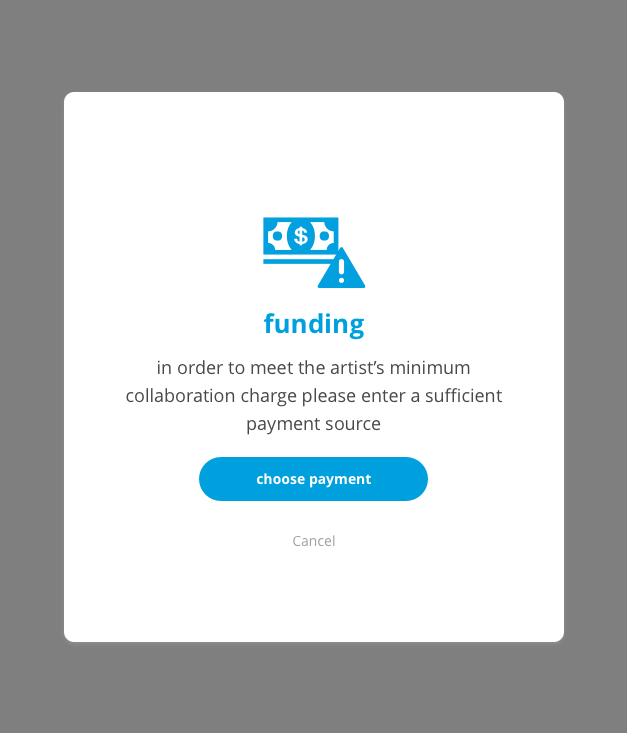 $
funding
in order to meet the artist’s minimum
collaboration charge please enter a sufficient
payment source
choose payment
Cancel